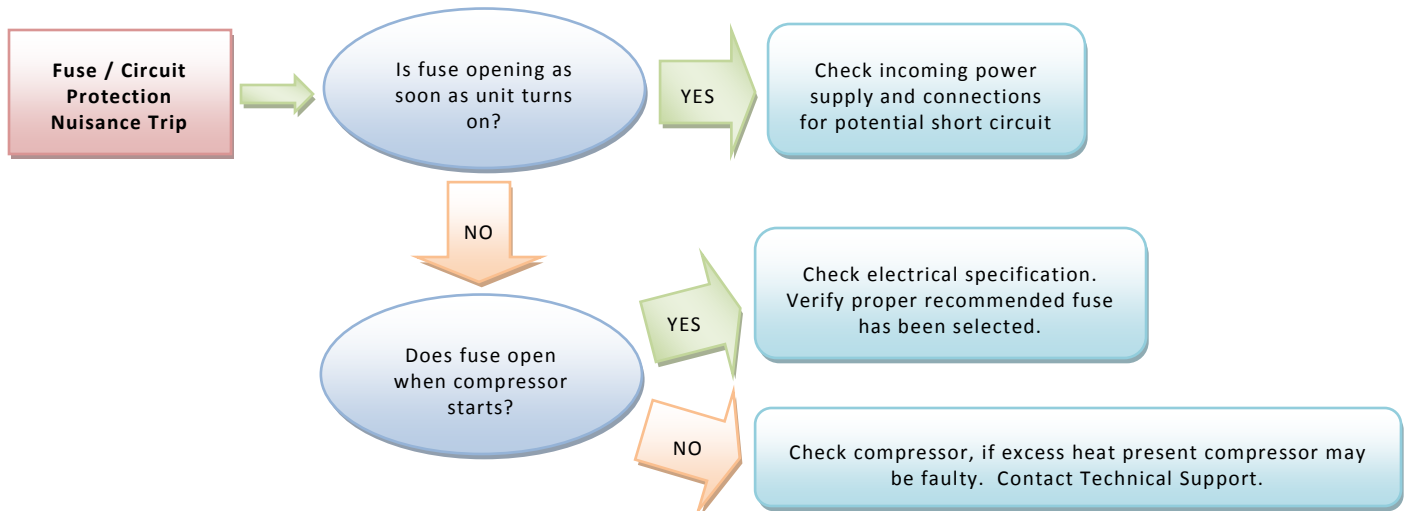 Fuse / Circuit
Protection
Nuisance Trip
Is fuse opening as
soon as unit turns
on?
YES
Check incoming power
supply and connections
for potential short circuit
NO
Does fuse open
when compressor
starts?
YES
Check electrical specification.
Verify proper recommended fuse
has been selected.
NO
Check compressor, if excess heat present compressor may
be faulty.  Contact Technical Support.